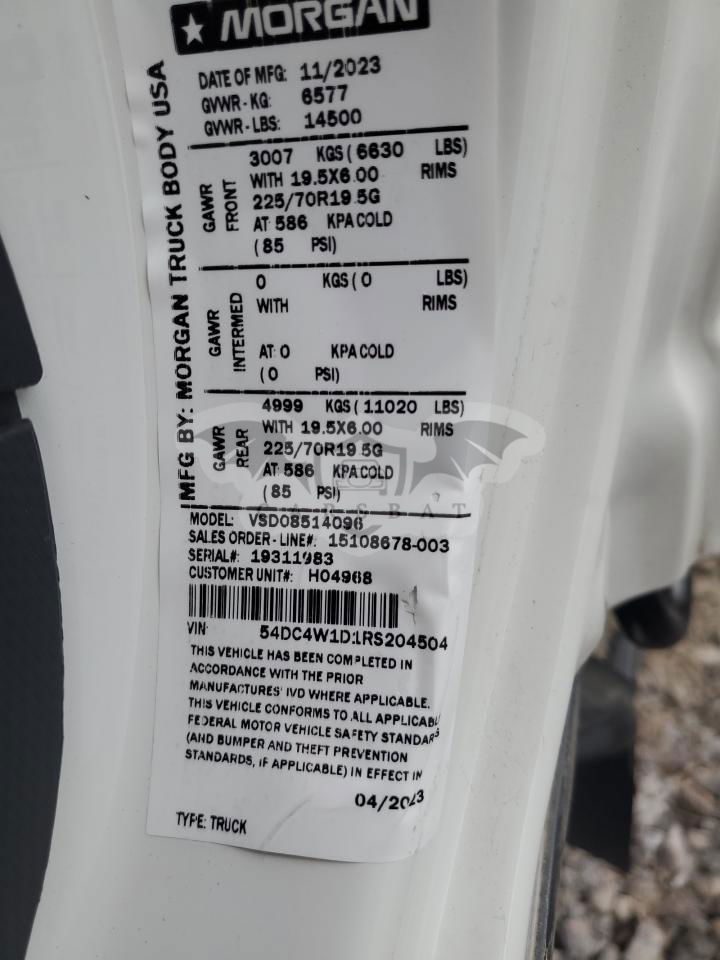 MORGAN
MFG BY: MORGAN TRUCK BODY USA
DATE OF MFG: 11/2023
GVWR - KG: 6577
GVWR - LBS: 14500
GAWR FRONT
3007 KGS ( 6630 LBS)
WITH 19.5X6.00 RIMS
225/70R19.5G
AT 586 KPA COLD
(85 PSI)
GAWR INTERMED
0 KGS ( 0 LBS)
WITH RIMS
AT 0 KPA COLD
(0 PSI)
GAWR REAR
4999 KGS ( 11020 LBS)
WITH 19.5X6.00 RIMS
225/70R19.5G
AT 586 KPA COLD
(85 PSI)
CARSBAT
MODEL: VSD08514096
SALES ORDER - LINE#: 15108678-003
SERIAL#: 19311983
CUSTOMER UNIT#: H04968
VIN: 54DC4W1D1RS204504
THIS VEHICLE HAS BEEN COMPLETED IN
ACCORDANCE WITH THE PRIOR
MANUFACTURES' IVD WHERE APPLICABLE.
THIS VEHICLE CONFORMS TO ALL APPLICABL
FEDERAL MOTOR VEHICLE SAFETY STANDARS
(AND BUMPER AND THEFT PREVENTION
STANDARDS, IF APPLICABLE) IN EFFECT IN
04/2023
TYPE: TRUCK